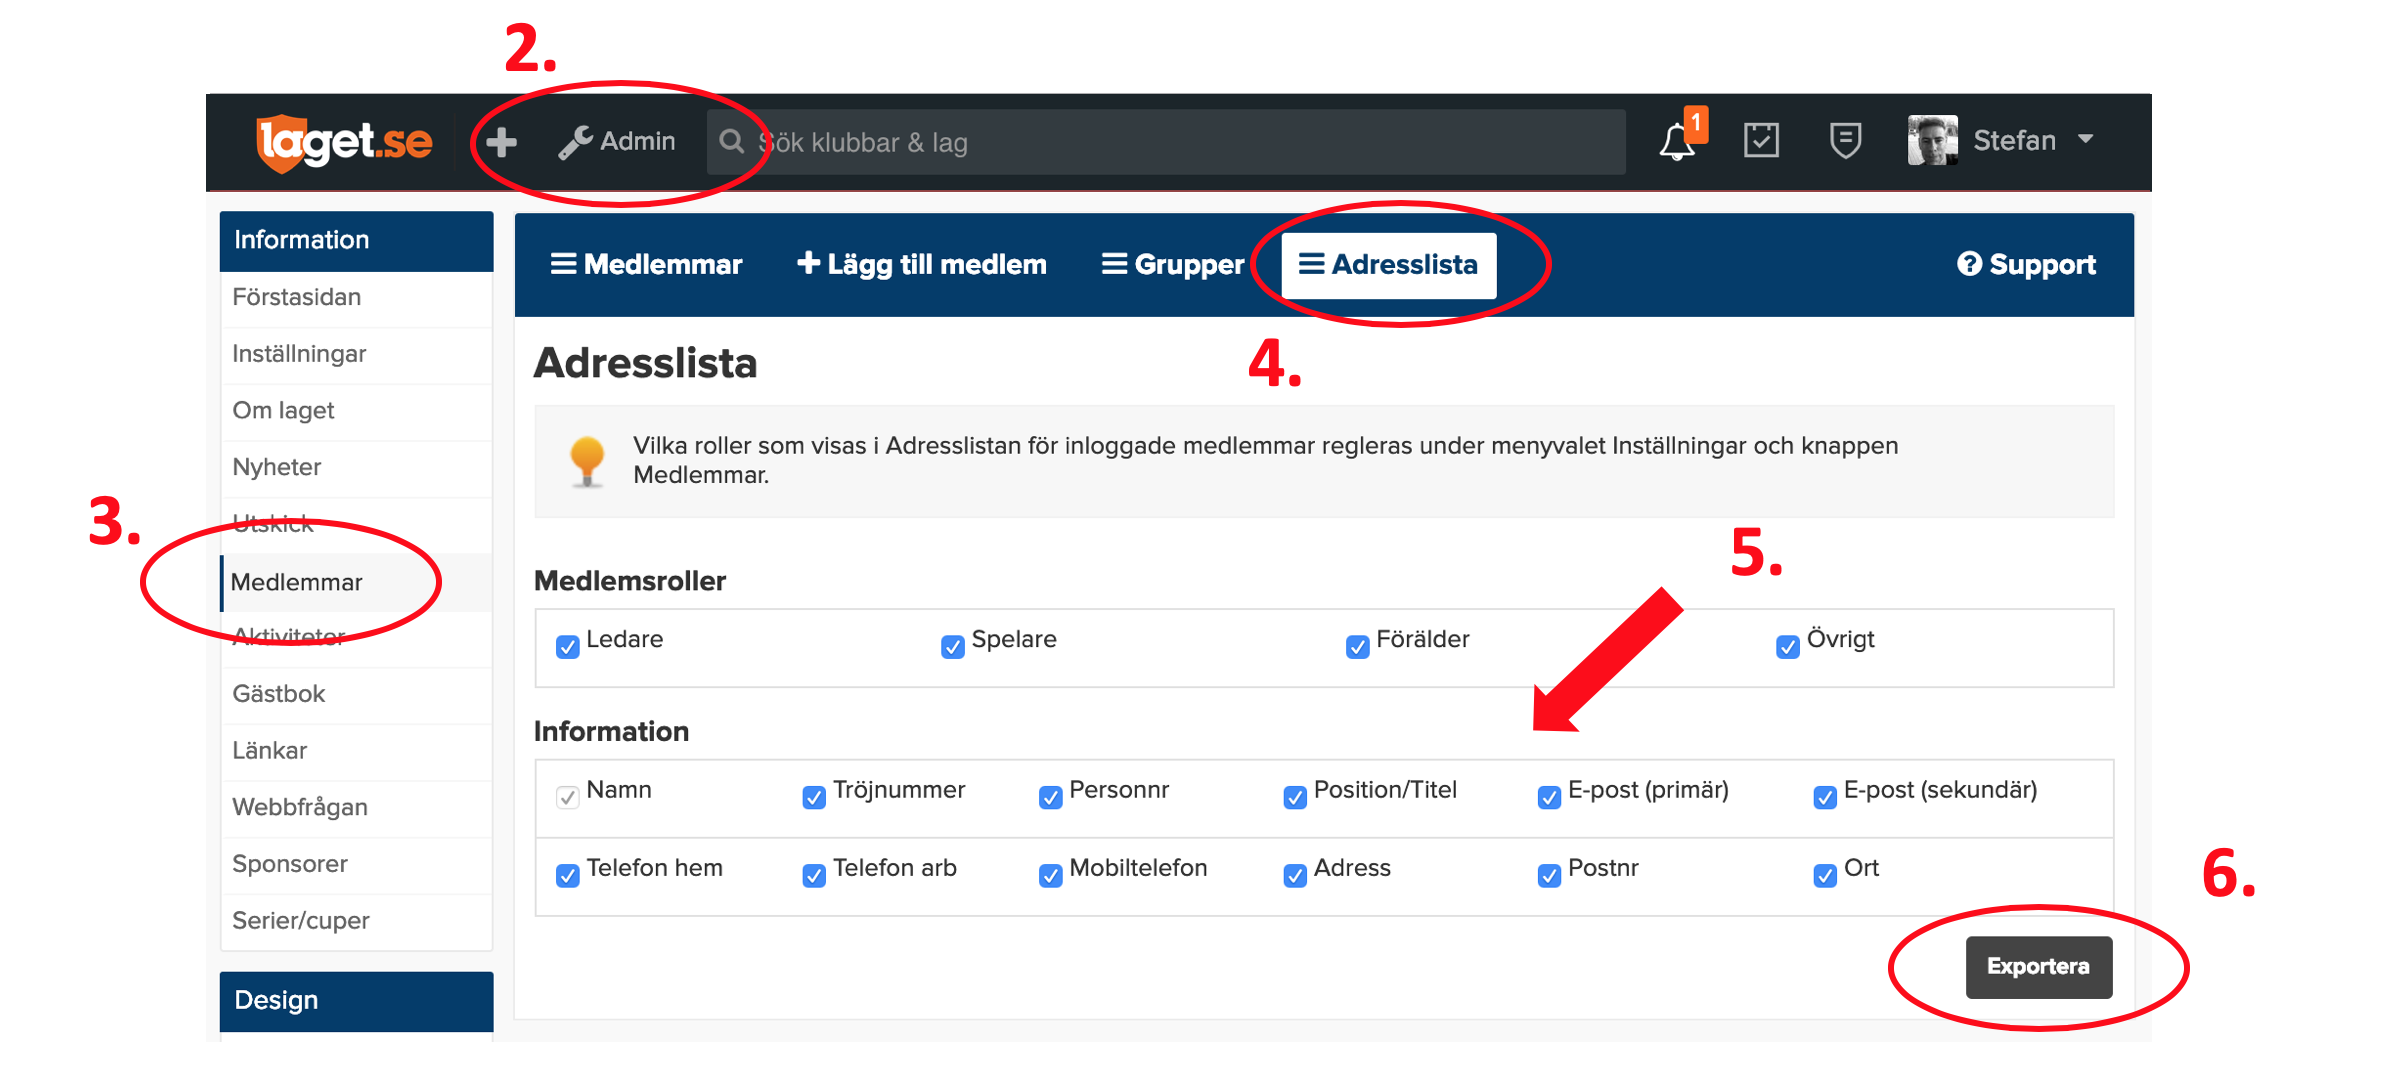 2.
laget.se
Admin
Sök klubbar & lag
1
Stefan
Information
Förstasidan
Inställningar
Om laget
Nyheter
Utskick
3.
Medlemmar
Aktiviteter
Gästbok
Länkar
Webbfrågan
Sponsorer
Serier/cuper
Design
Medlemmar
Lägg till medlem
Grupper
Adresslista
Support
4.
Adresslista
Vilka roller som visas i Adresslistan för inloggade medlemmar regleras under menyvalet Inställningar och knappen
Medlemmar.
5.
Medlemsroller
Ledare Spelare Förälder Övrigt
Information
Namn Tröjnummer Personnr Position/Titel E-post (primär) E-post (sekundär)
Telefon hem Telefon arb Mobiltelefon Adress Postnr Ort
6.
Exportera